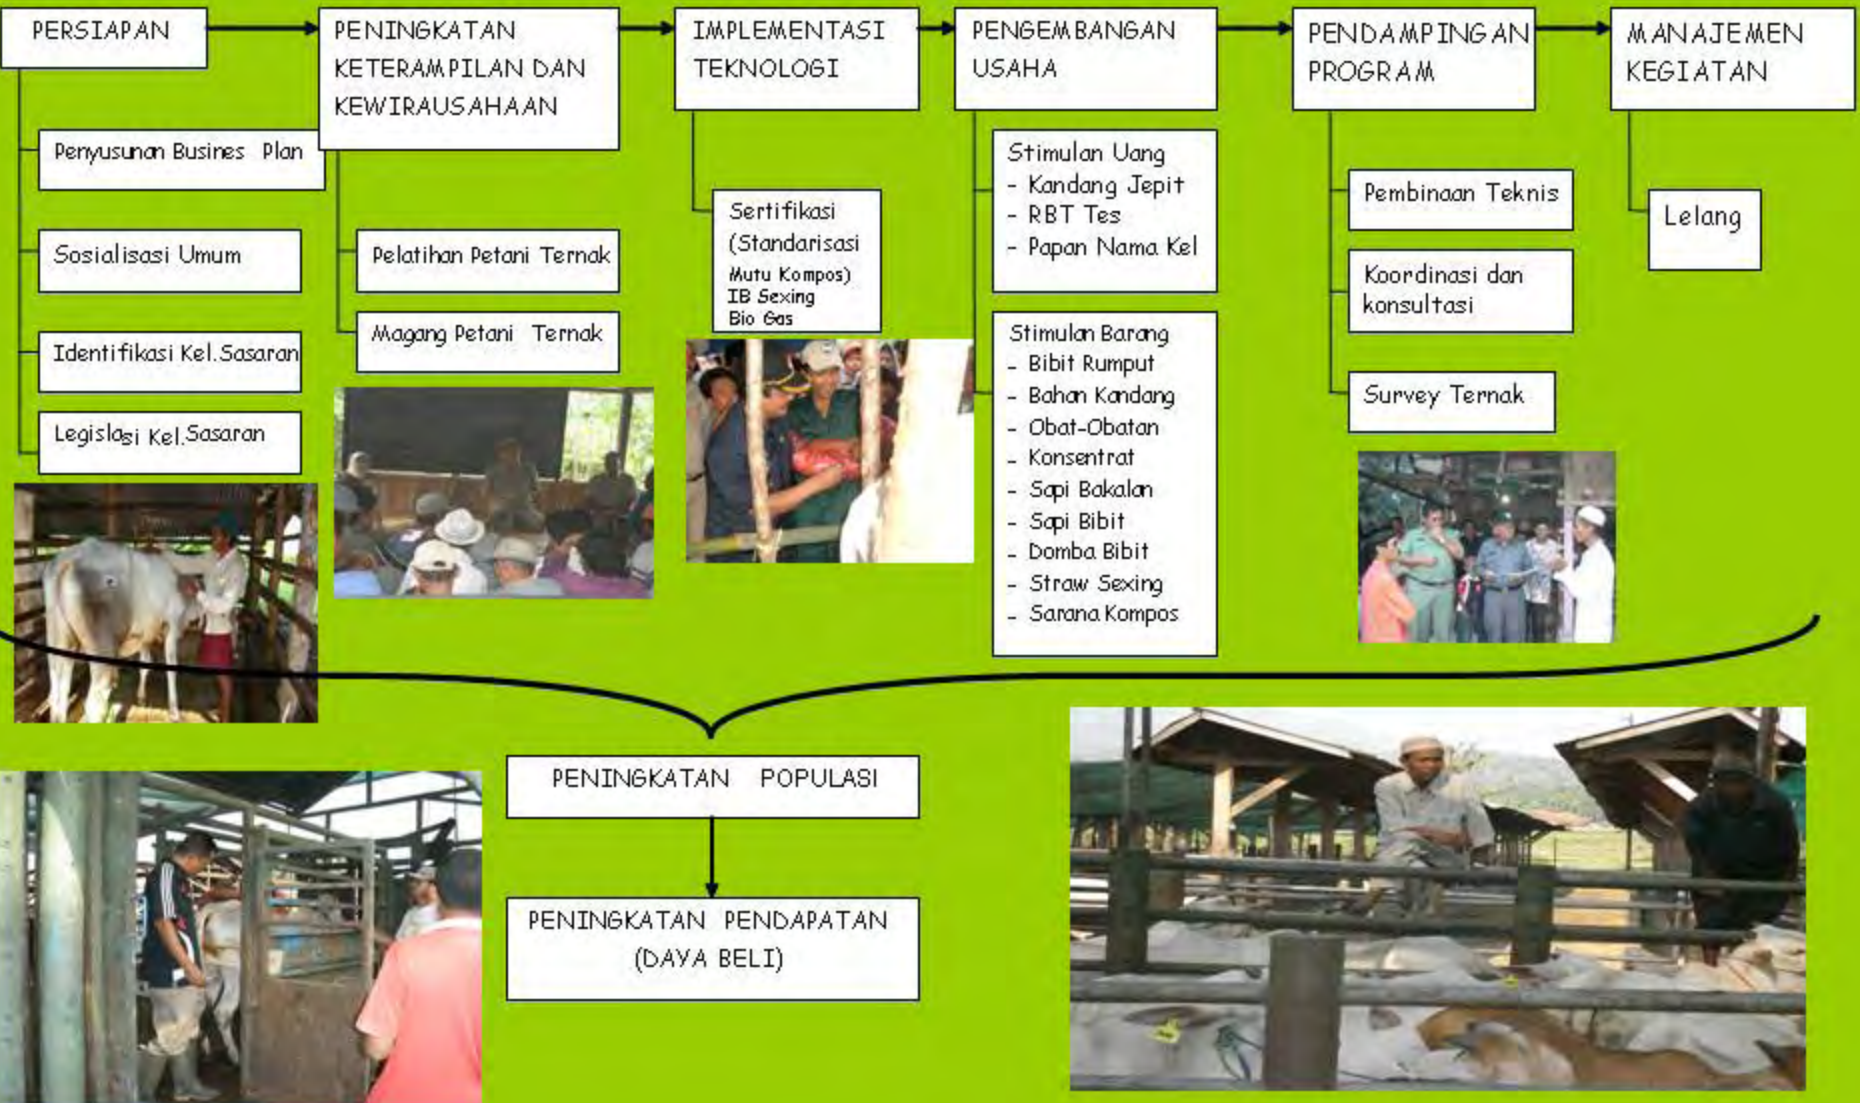 PERSIAPAN
Penyusunan Busines Plan
Sosialisasi Umum
Identifikasi Kel.Sasaran
Legislasi Kel.Sasaran
PENINGKATAN
KETERAMPILAN DAN
KEWIRAUSAHAAN
Pelatihan Petani Ternak
Magang Petani Ternak
IMPLEMENTASI
TEKNOLOGI
Sertifikasi
(Standarisasi
Mutu Kompos)
IB Sexing
Bio Gas
PENGEMBANGAN
USAHA
Stimulan Uang
- Kandang Jepit
- RBT Tes
- Papan Nama Kel
Stimulan Barang
- Bibit Rumput
- Bahan Kandang
- Obat-Obatan
- Konsentrat
- Sapi Bakalan
- Sapi Bibit
- Domba Bibit
- Straw Sexing
- Sarana Kompos
PENDAMPINGAN
PROGRAM
Pembinaan Teknis
Koordinasi dan
konsultasi
Survey Ternak
MANAJEMEN
KEGIATAN
Lelang
PENINGKATAN POPULASI
PENINGKATAN PENDAPATAN
(DAYA BELI)